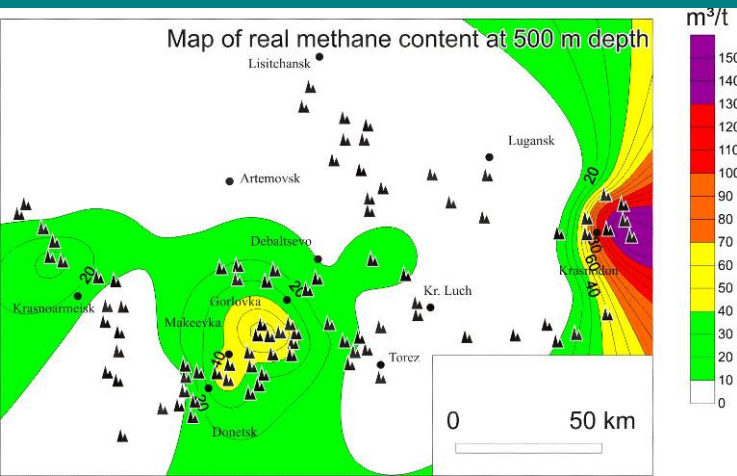 Map of real methane content at 500 m depth
m³/t
Lisitchansk
150
140
130
120
110
100
90
80
70
60
50
40
30
20
10
0
Lugansk
Artemovsk
20
Debaltsevo
80
60
40
Krasnodon
20
Krasnoarmeisk
Gorlovka
20
Kr. Luch
Makeevka
40
Torez
20
Donetsk
0
50 km